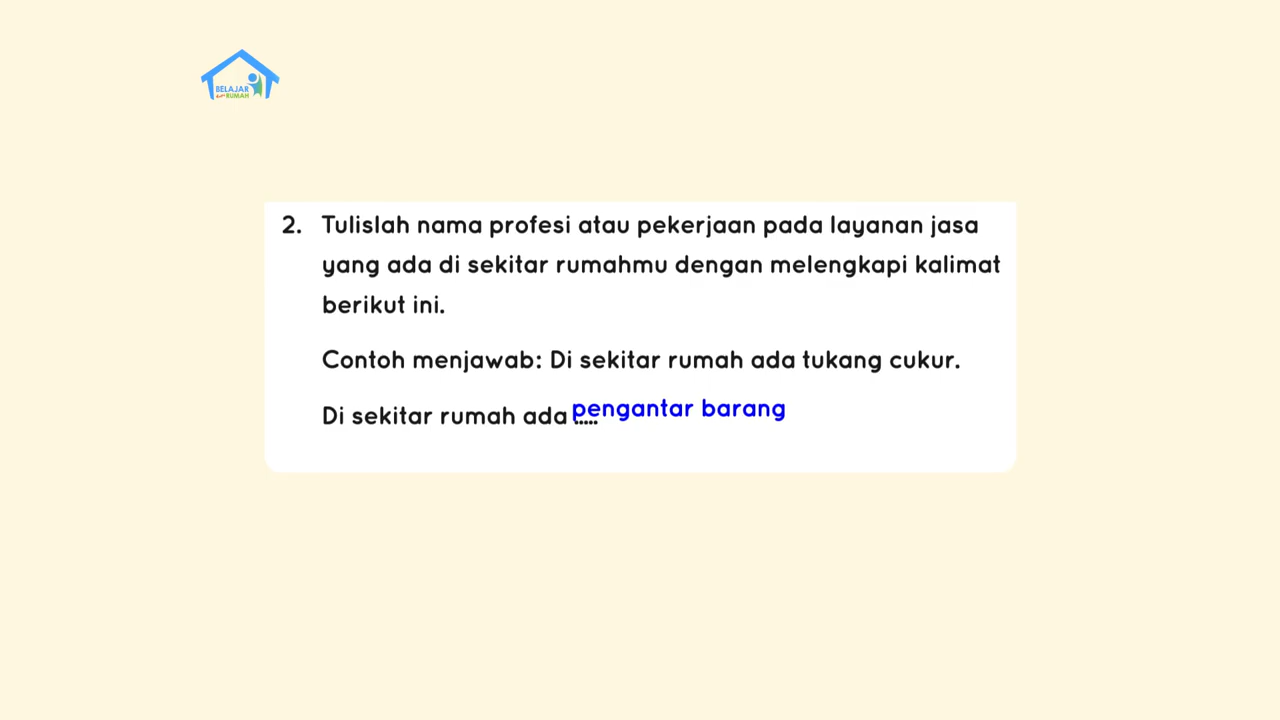 BELAJAR
dari RUMAH
2. Tulislah nama profesi atau pekerjaan pada layanan jasa
yang ada di sekitar rumahmu dengan melengkapi kalimat
berikut ini.
Contoh menjawab: Di sekitar rumah ada tukang cukur.
Di sekitar rumah ada ..... pengantar barang